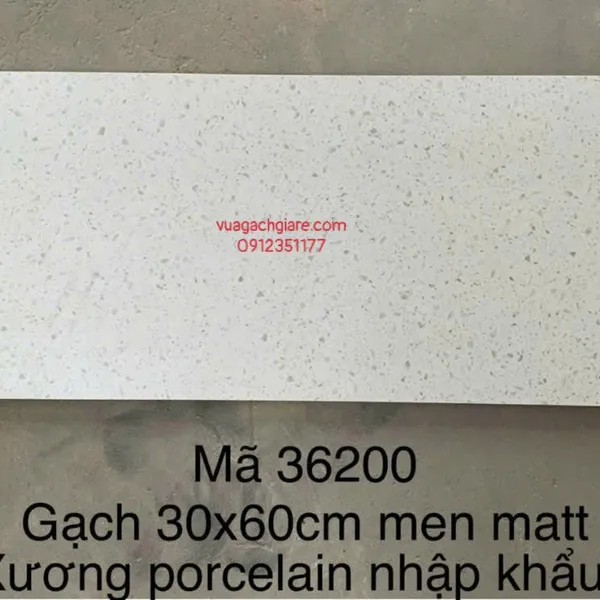 vuagachgiare.com
0912351177
Mã 36200
Gạch 30x60cm men matt
Xương porcelain nhập khẩu